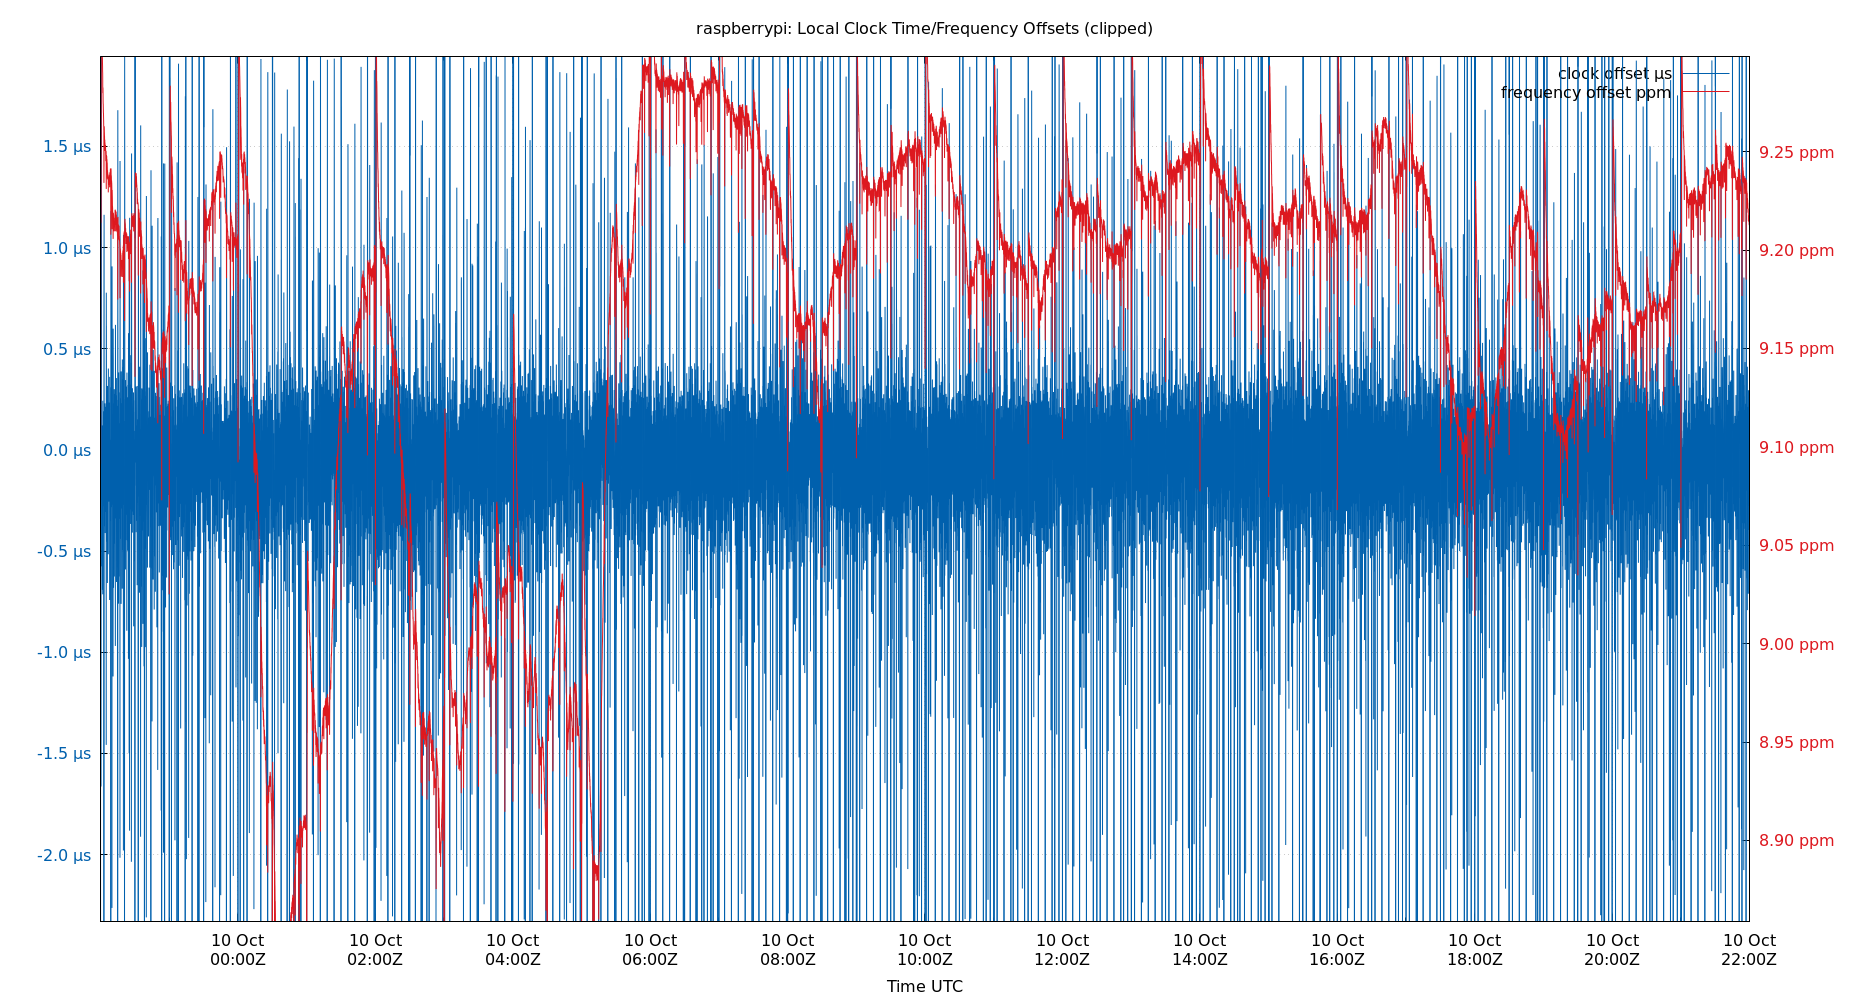 raspberrypi: Local Clock Time/Frequency Offsets (clipped)
clock offset µs
frequency offset ppm
1.5 µs
1.0 µs
0.5 µs
0.0 µs
-0.5 µs
-1.0 µs
-1.5 µs
-2.0 µs
9.25 ppm
9.20 ppm
9.15 ppm
9.10 ppm
9.05 ppm
9.00 ppm
8.95 ppm
8.90 ppm
10 Oct 10 Oct 10 Oct 10 Oct 10 Oct 10 Oct 10 Oct 10 Oct 10 Oct 10 Oct 10 Oct 10 Oct
00:00Z 02:00Z 04:00Z 06:00Z 08:00Z 10:00Z 12:00Z 14:00Z 16:00Z 18:00Z 20:00Z 22:00Z
Time UTC